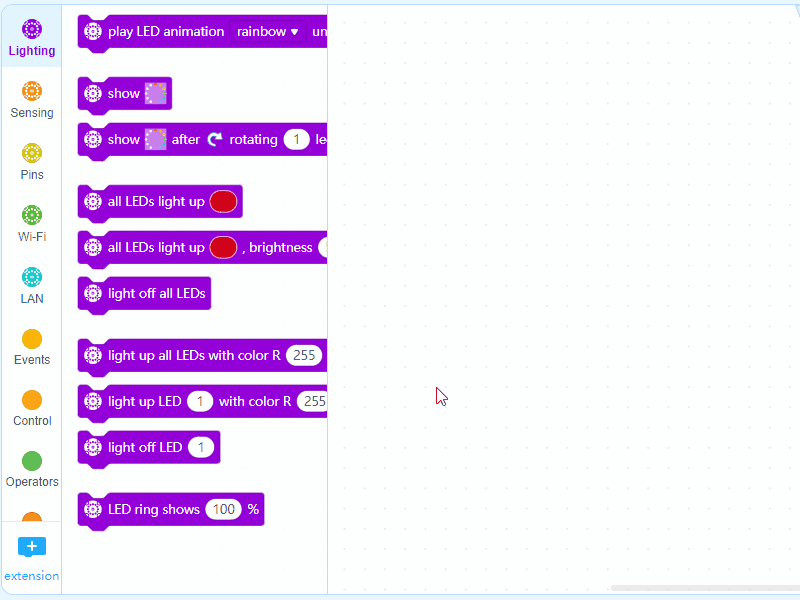 Lighting
Sensing
Pins
Wi-Fi
LAN
Events
Control
Operators
extension
play LED animation rainbow un
show
show after rotating 1 le
all LEDs light up
all LEDs light up , brightness
light off all LEDs
light up all LEDs with color R 255
light up LED 1 with color R 255
light off LED 1
LED ring shows 100 %